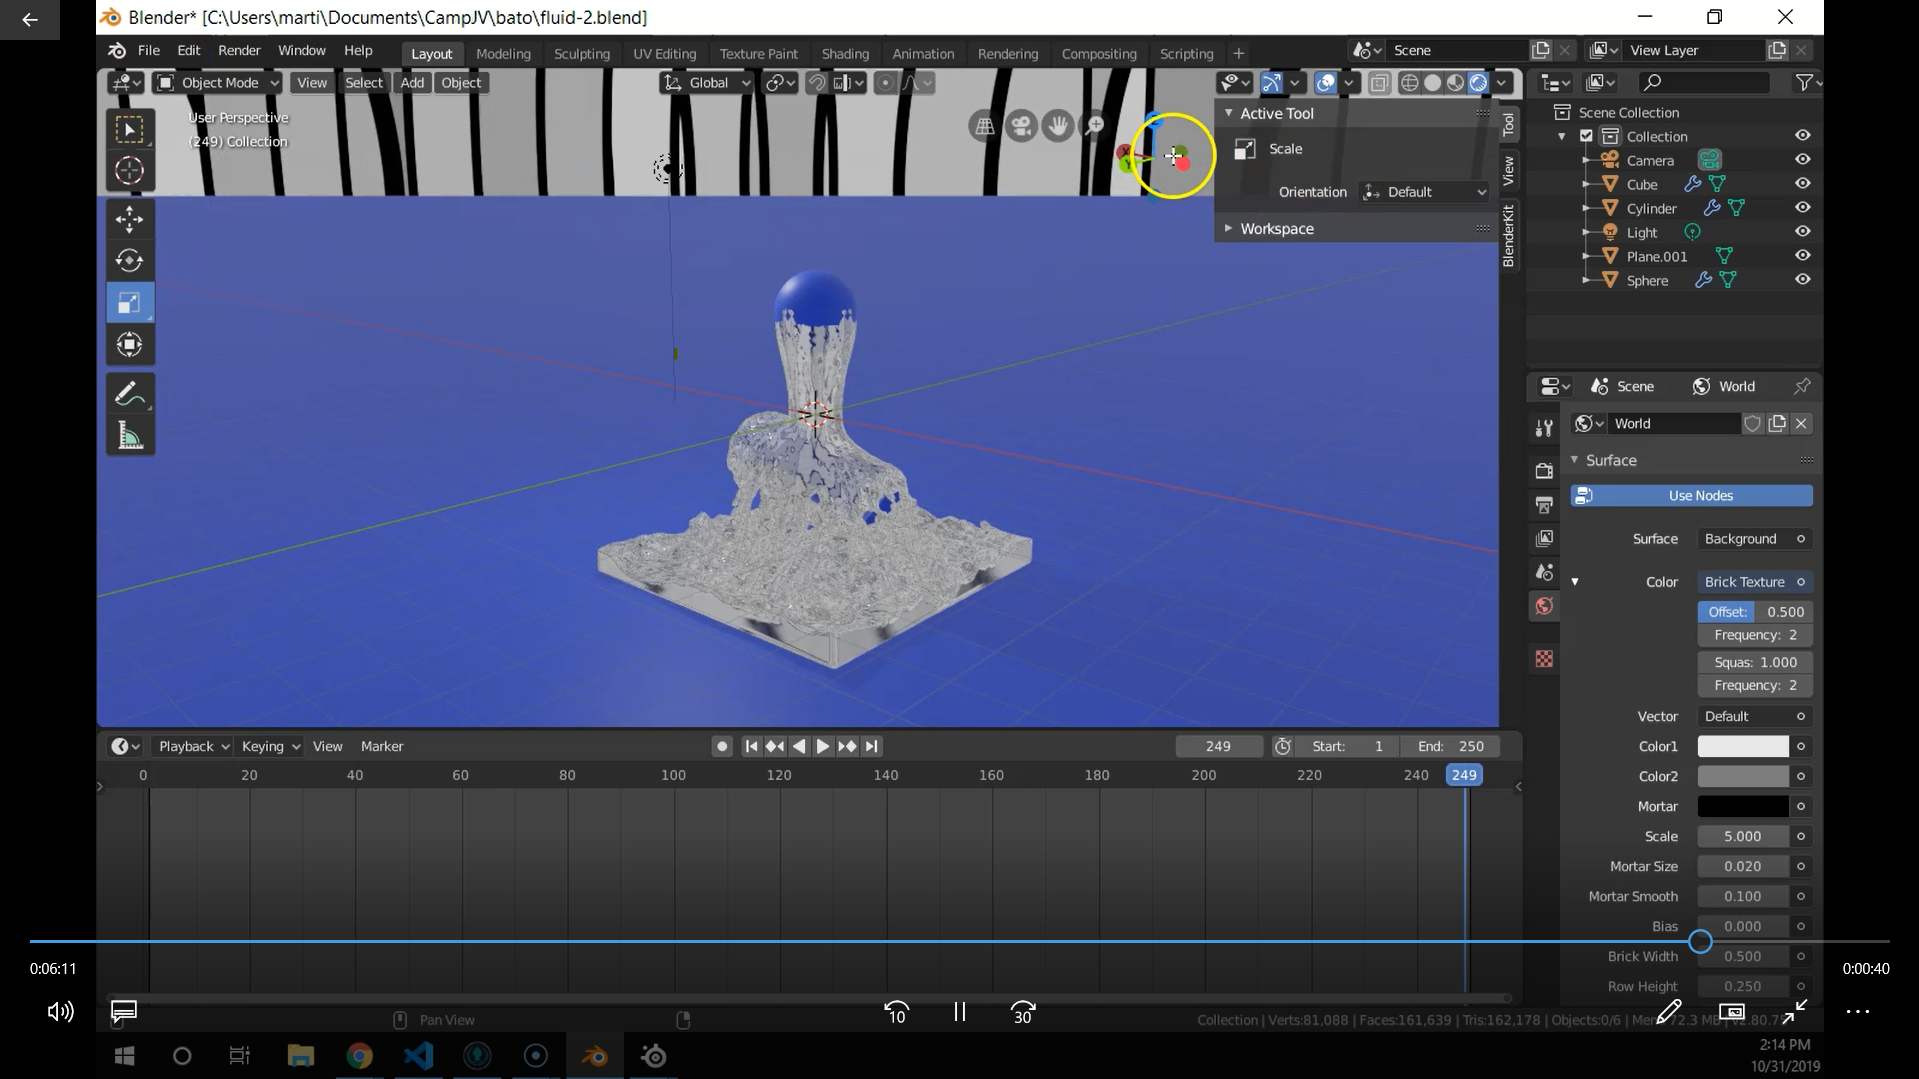 Blender* [C:\Users\marti\Documents\CampJV\bato\fluid-2.blend]
File Edit Render Window Help
Layout Modeling Sculpting UV Editing Texture Paint Shading Animation Rendering Compositing Scripting +
Scene
View Layer
Object Mode View Select Add Object
Global
User Perspective
(249) Collection
X
Y
Active Tool
Scale
Orientation Default
Workspace
Tool
View
BlenderKit
Scene Collection
Collection
Camera
Cube
Cylinder
Light
Plane.001
Sphere
Scene World
World
Surface
Use Nodes
Surface Background
Color Brick Texture
Offset: 0.500
Frequency: 2
Squas: 1.000
Frequency: 2
Vector Default
Color1
Color2
Mortar
Scale 5.000
Mortar Size 0.020
Mortar Smooth 0.100
Bias 0.000
Brick Width 0.500
Row Height 0.250
Playback Keying View Marker
249 Start: 1 End: 250
0 20 40 60 80 100 120 140 160 180 200 220 240 249
0:06:11
0:00:40
10
30
Pan View
Collection | Verts:81,088 | Faces:161,639 | Tris:162,178 | Objects:0/6 | Mem: 72.3 MB
2:14 PM
10/31/2019